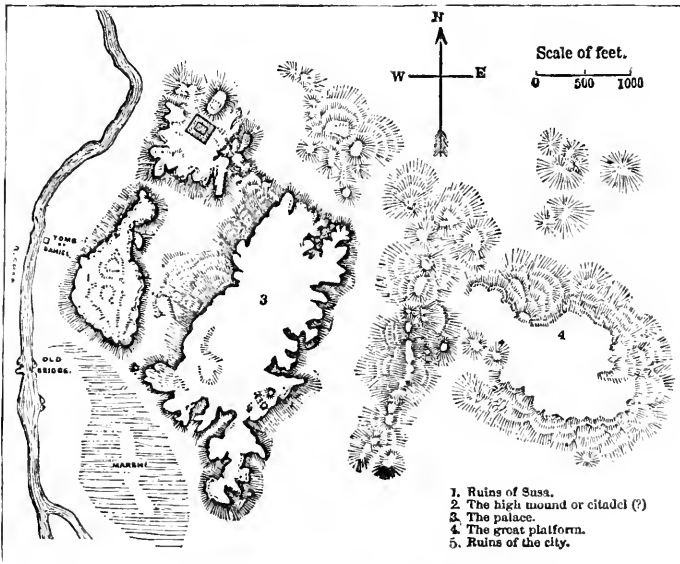 N
W E
Scale of feet.
0 500 1000
TOMB
OF
DANIEL
3
4
OLD
BRIDGE.
MARSH
1. Ruins of Susa.
2. The high mound or citadel (?)
3. The palace.
4. The great platform.
5. Ruins of the city.